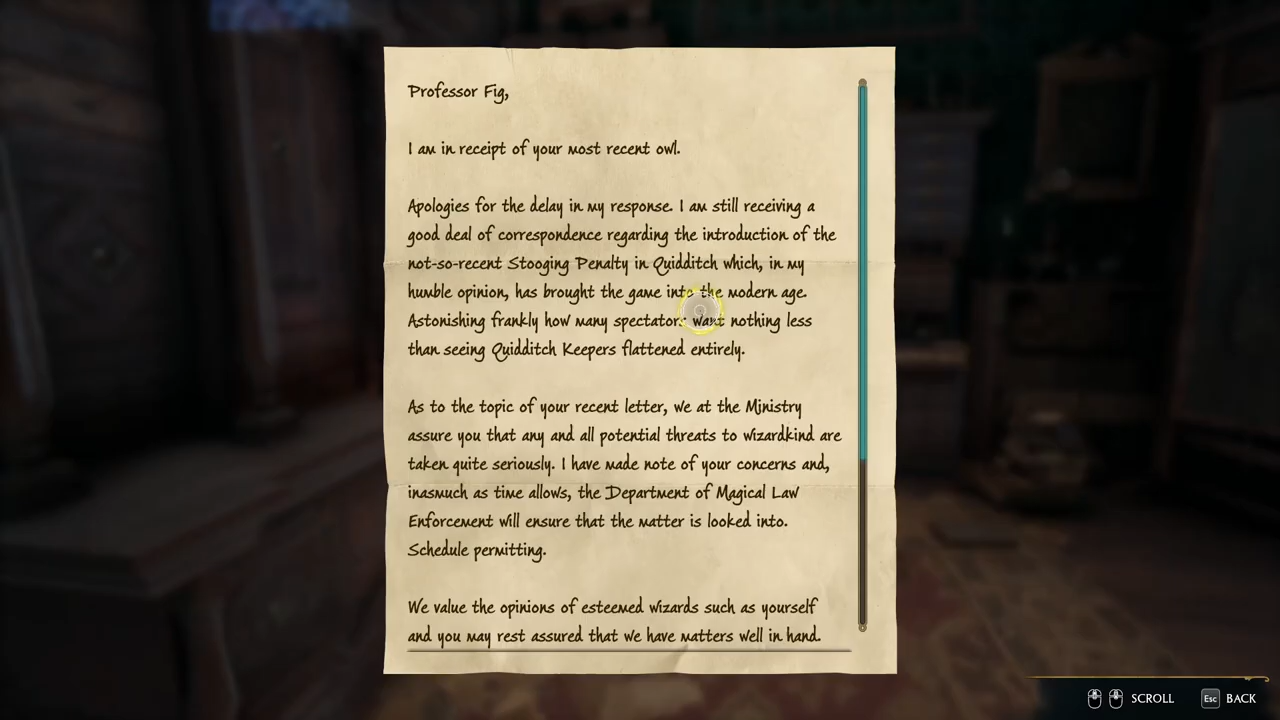 Professor Fig,
I am in receipt of your most recent owl.
Apologies for the delay in my response. I am still receiving a
good deal of correspondence regarding the introduction of the
not-so-recent Stooging Penalty in Quidditch which, in my
humble opinion, has brought the game into the modern age.
Astonishing frankly how many spectators want nothing less
than seeing Quidditch Keepers flattened entirely.
As to the topic of your recent letter, we at the Ministry
assure you that any and all potential threats to wizardkind are
taken quite seriously. I have made note of your concerns and,
inasmuch as time allows, the Department of Magical Law
Enforcement will ensure that the matter is looked into.
Schedule permitting.
We value the opinions of esteemed wizards such as yourself
and you may rest assured that we have matters well in hand.
SCROLL
Esc BACK